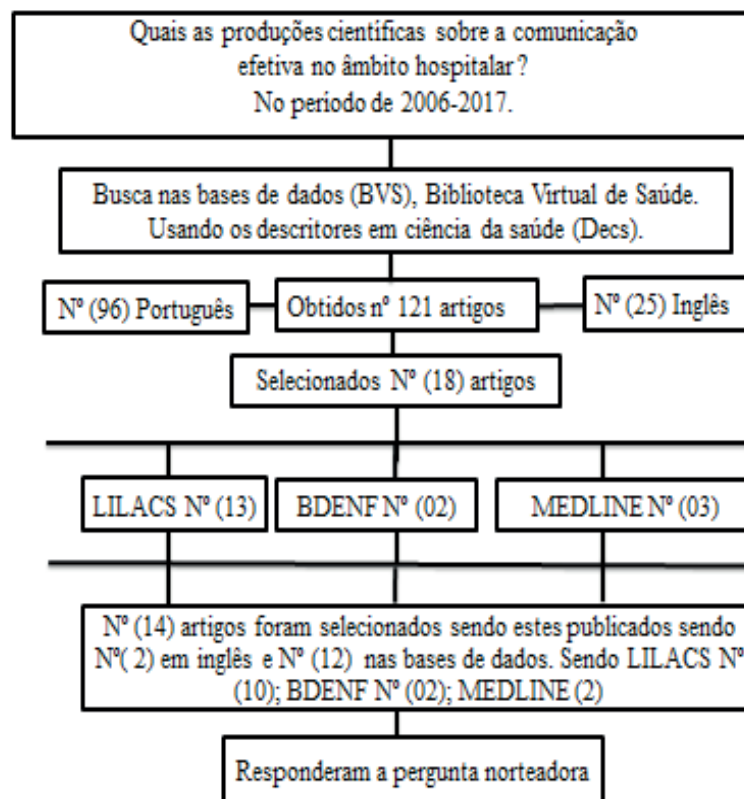 Quais as produções científicas sobre a comunicação
efetiva no âmbito hospitalar?
No período de 2006-2017.
Busca nas bases de dados (BVS), Biblioteca Virtual de Saúde.
Usando os descritores em ciência da saúde (Decs).
Nº (96) Português
Obtidos nº 121 artigos
Nº (25) Inglês
Selecionados Nº (18) artigos
LILACS Nº (13)
BDENF Nº (02)
MEDLINE Nº (03)
Nº (14) artigos foram selecionados sendo estes publicados sendo
Nº( 2) em inglês e Nº (12) nas bases de dados. Sendo LILACS Nº
(10); BDENF Nº (02); MEDLINE (2)
Responderam a pergunta norteadora